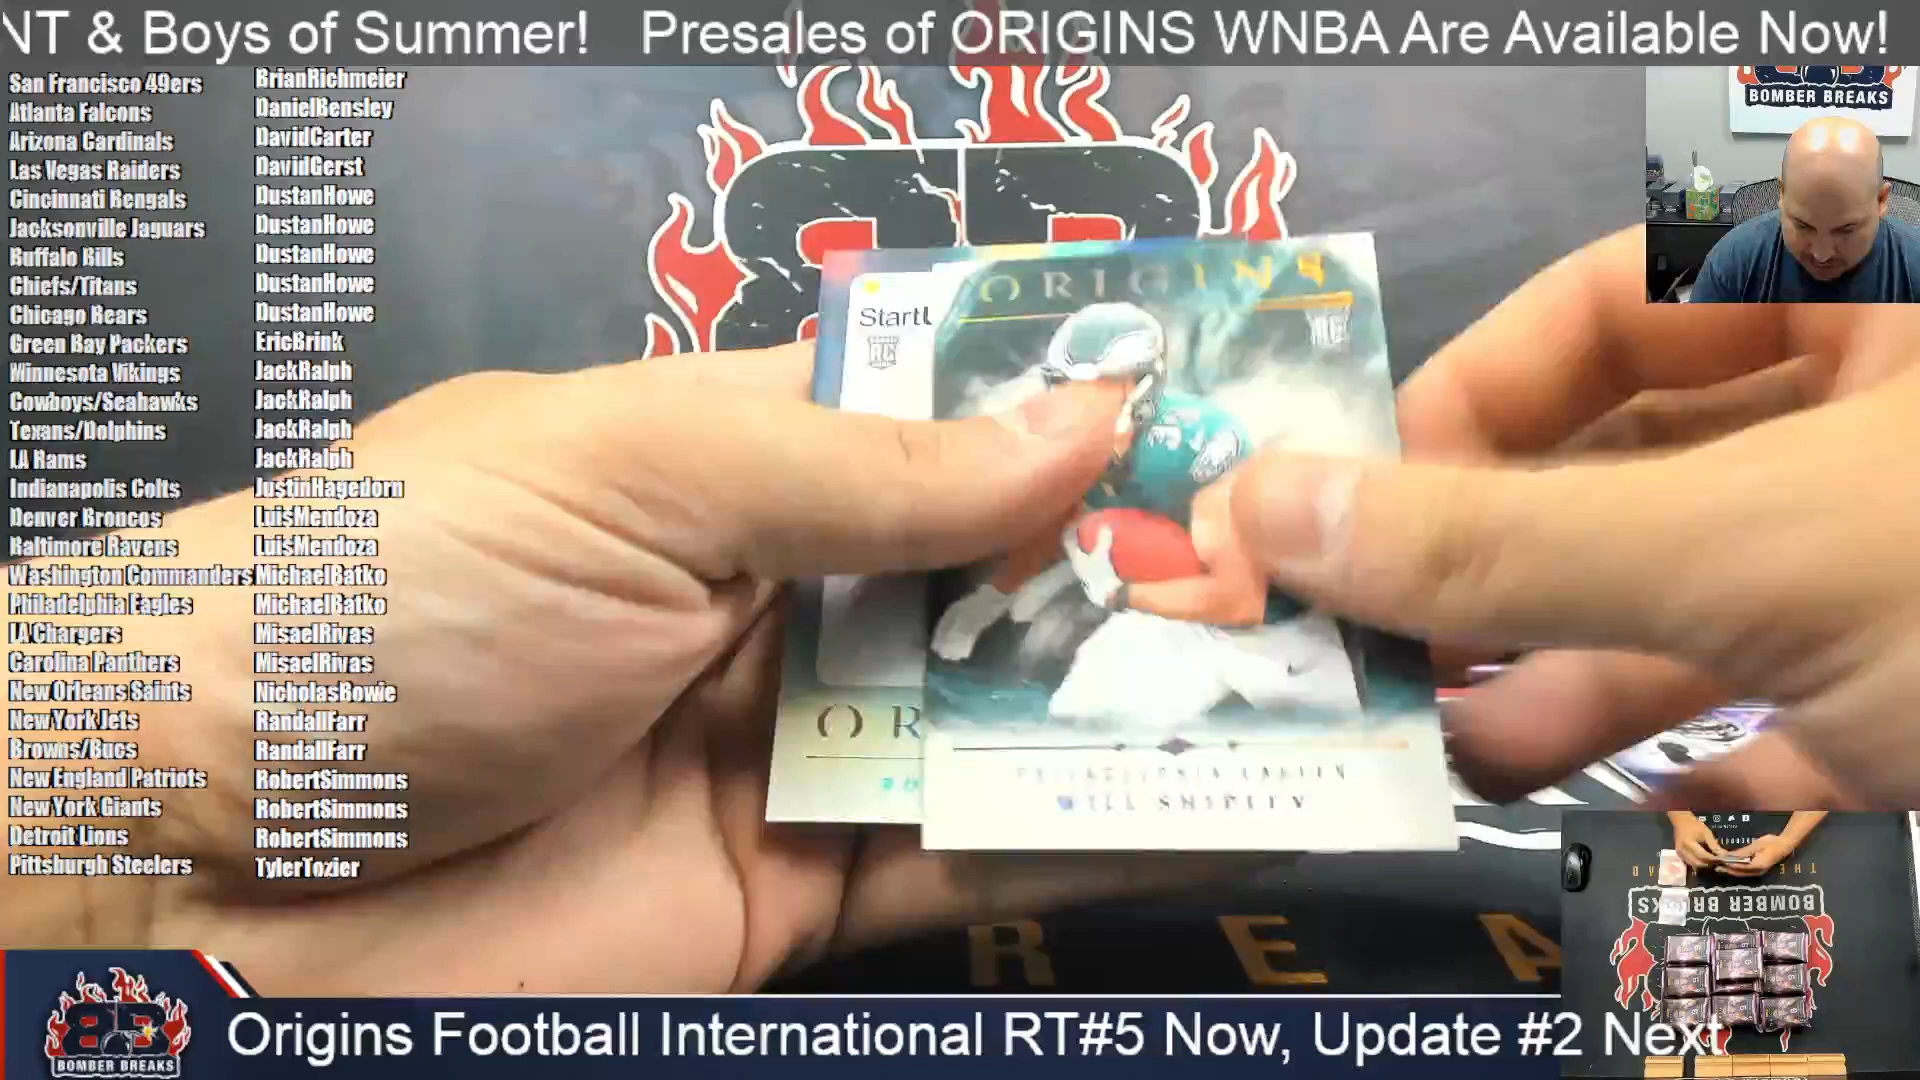 NT & Boys of Summer! Presales of ORIGINS WNBA Are Available Now!
San Francisco 49ers BrianRichmeier
Atlanta Falcons DanielBensley
Arizona Cardinals DavidCarter
Las Vegas Raiders DavidGerst
Cincinnati Bengals DustanHowe
Jacksonville Jaguars DustanHowe
Buffalo Bills DustanHowe
Chiefs/Titans DustanHowe
Chicago Bears DustanHowe
Green Bay Packers EricBrink
Minnesota Vikings JackRalph
Cowboys/Seahawks JackRalph
Texans/Dolphins JackRalph
LA Rams JackRalph
Indianapolis Colts JustinHagedorn
Denver Broncos LuisMendoza
Baltimore Ravens LuisMendoza
Washington Commanders MichaelBatko
Philadelphia Eagles MichaelBatko
LA Chargers MisaelRivas
Carolina Panthers MisaelRivas
New Orleans Saints NicholasBowie
New York Jets RandallFarr
Browns/Bucs RandallFarr
New England Patriots RobertSimmons
New York Giants RobertSimmons
Detroit Lions RobertSimmons
Pittsburgh Steelers TylerTozier
BOMBER BREAKS
ORIGINS
Start
RC
OR
PHILADELPHIA EAGLES
WILL SHIPLEY
R E A
BOMBER BREAKS
BB
BOMBER BREAKS
Origins Football International RT#5 Now, Update #2 Next